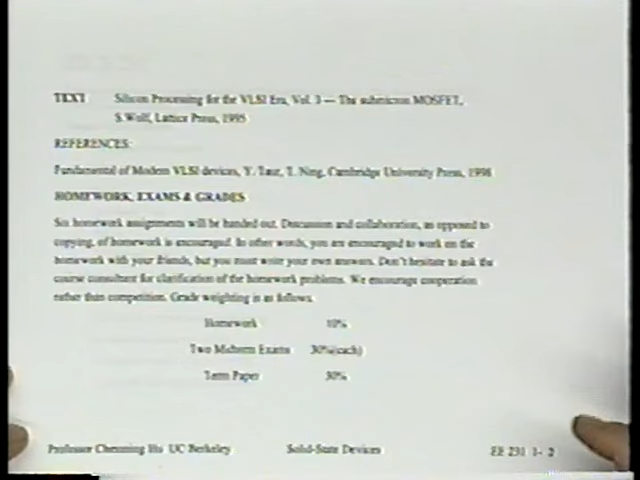 TEXT Silicon Processing for the VLSI Era, Vol. 3 — The submicron MOSFET,
S. Wolf, Lattice Press, 1995
REFERENCES:
Fundamental of Modern VLSI devices, Y. Taur, T. Ning, Cambridge University Press, 1998
HOMEWORK, EXAMS & GRADES
Six homework assignments will be handed out. Discussion and collaboration, as opposed to
copying, of homework is encouraged. In other words, you are encouraged to work on the
homework with your friends, but you must write your own answers. Don't hesitate to ask the
course consultant for clarification of the homework problems. We encourage cooperation
rather than competition. Grade weighting is as follows.
Homework 10%
Two Midterm Exams 30%(each)
Term Paper 30%
Professor Chenming Hu UC Berkeley Solid-State Devices EE 231 1- 2